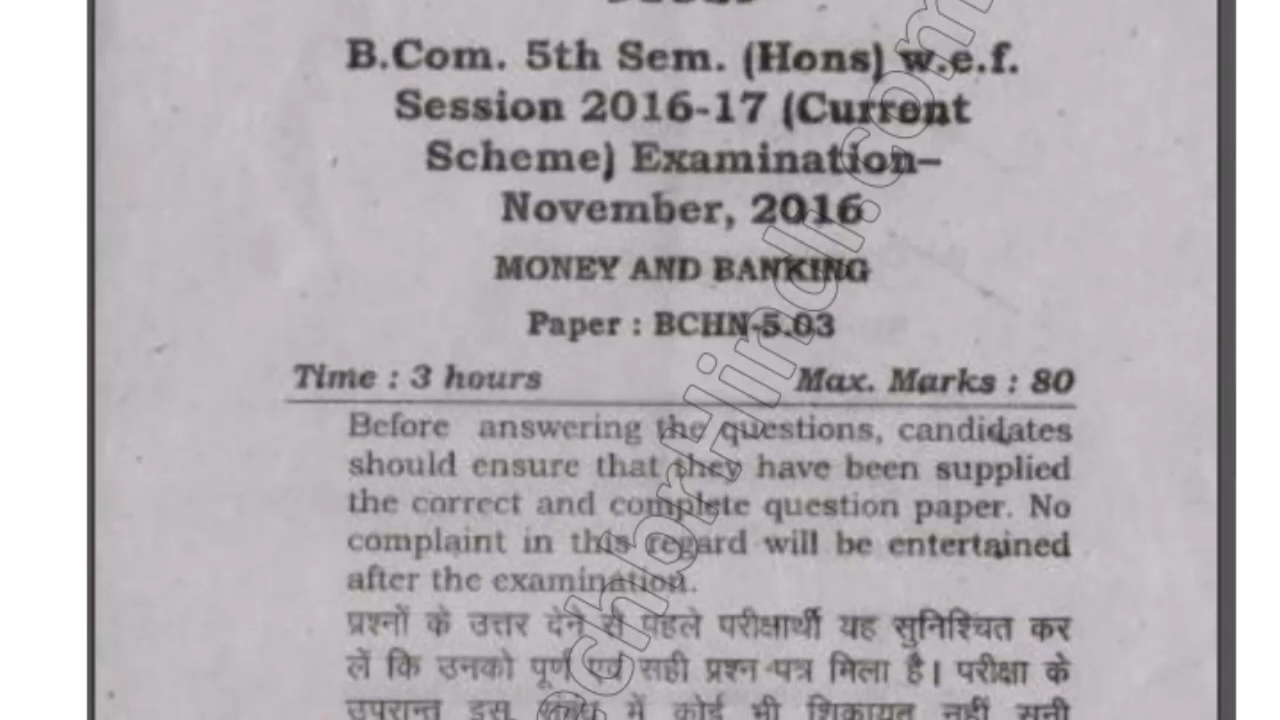 B.Com. 5th Sem. (Hons) w.e.f.
Session 2016-17 (Current
Scheme) Examination–
November, 2016
MONEY AND BANKING
Paper : BCHN-5.03
Time : 3 hours Max. Marks : 80
Before answering the questions, candidates
should ensure that they have been supplied
the correct and complete question paper. No
complaint in this regard will be entertained
after the examination.
प्रश्नों के उत्तर देने से पहले परीक्षार्थी यह सुनिश्चित कर
लें कि उनको पूर्ण एवं सही प्रश्न-पत्र मिला है। परीक्षा के
उपरान्त इस में कोई भी शिकायत नहीं सुनी